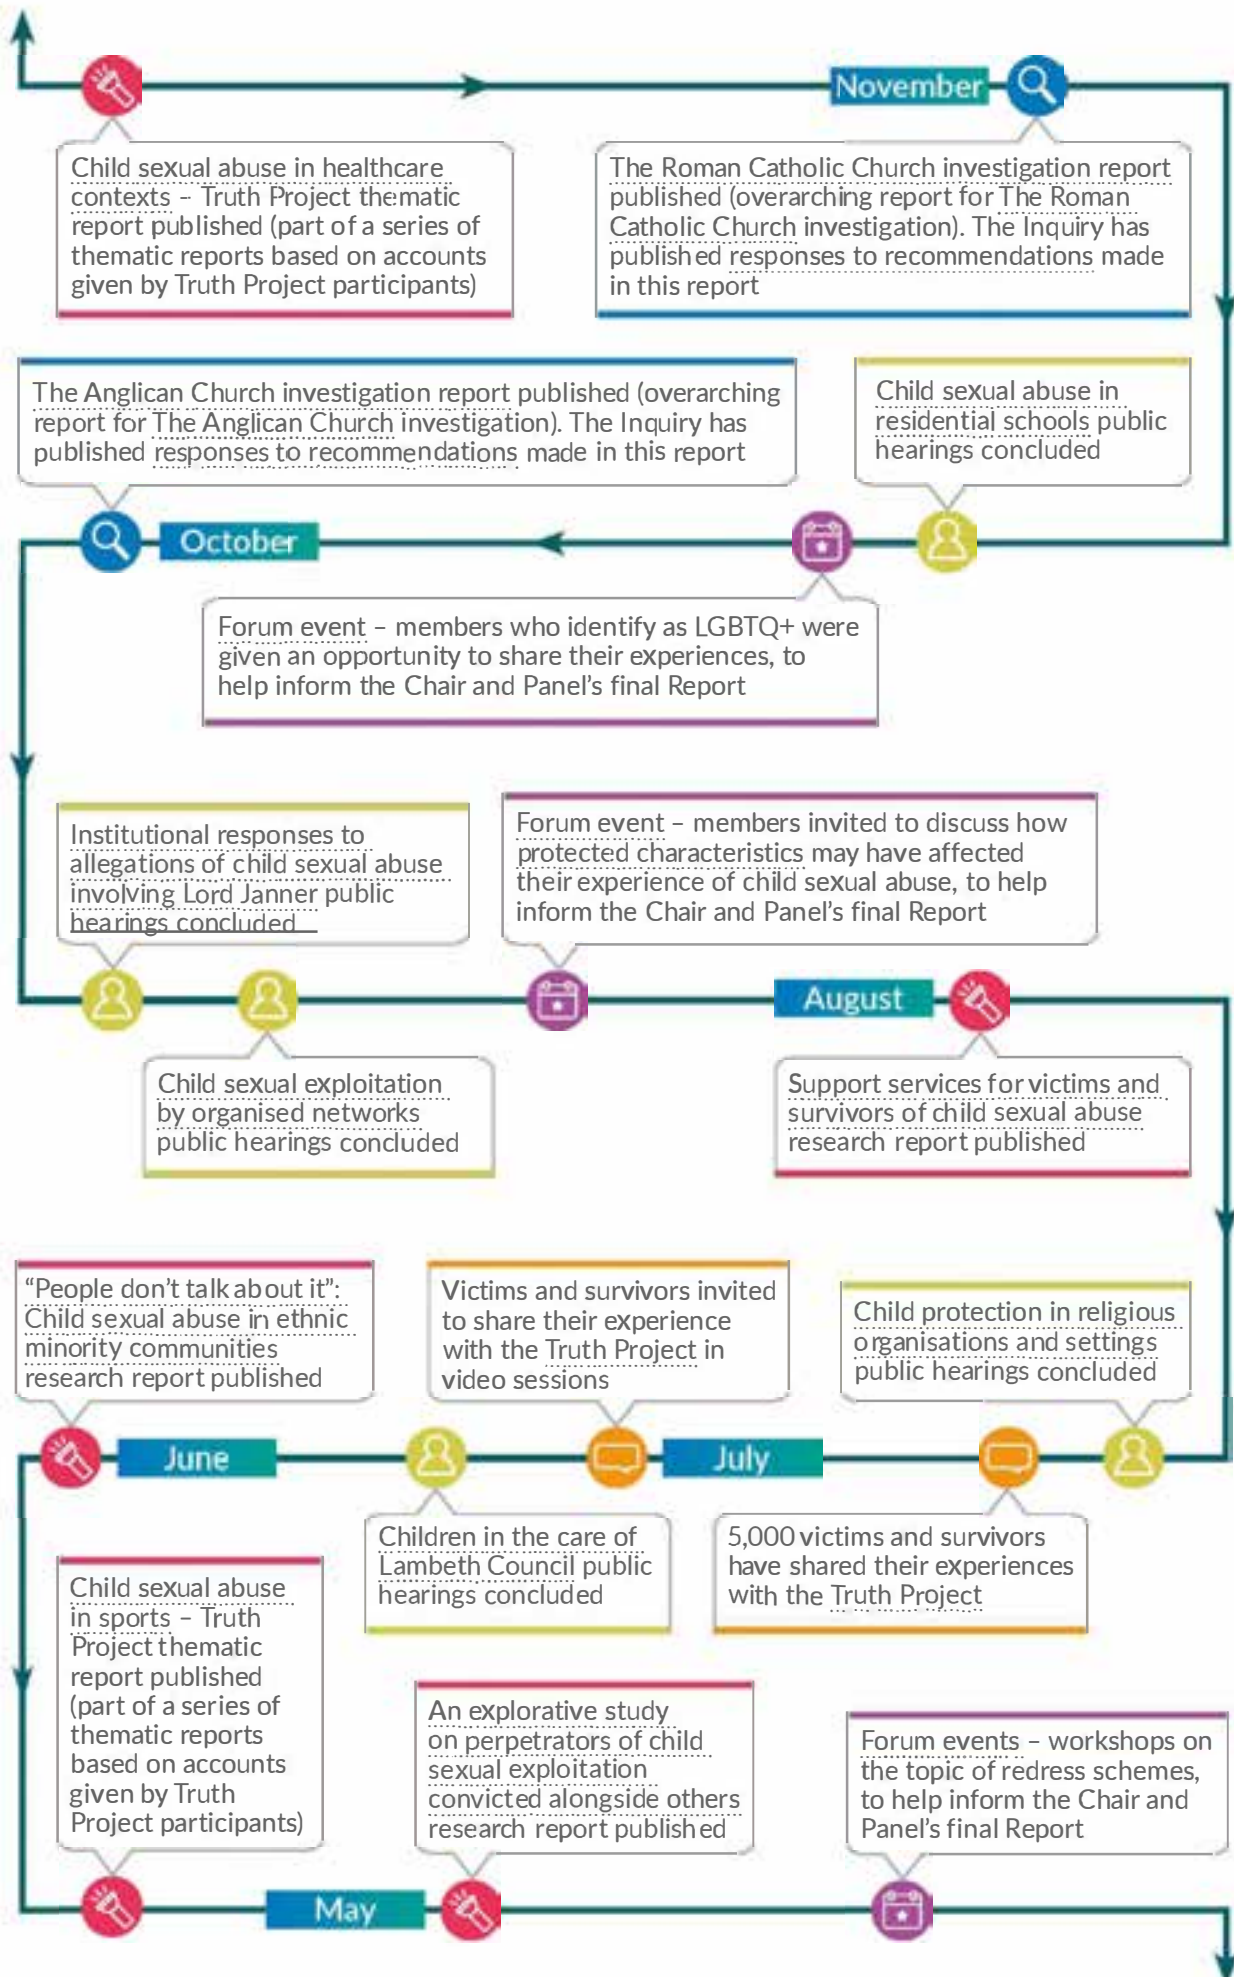 November
Child sexual abuse in healthcare
contexts – Truth Project thematic
report published (part of a series of
thematic reports based on accounts
given by Truth Project participants)
The Roman Catholic Church investigation report
published (overarching report for The Roman
Catholic Church investigation). The Inquiry has
published responses to recommendations made
in this report
The Anglican Church investigation report published (overarching
report for The Anglican Church investigation). The Inquiry has
published responses to recommendations made in this report
Child sexual abuse in
residential schools public
hearings concluded
October
Forum event – members who identify as LGBTQ+ were
given an opportunity to share their experiences, to
help inform the Chair and Panel's final Report
Institutional responses to
allegations of child sexual abuse
involving Lord Janner public
hearings concluded
Forum event – members invited to discuss how
protected characteristics may have affected
their experience of child sexual abuse, to help
inform the Chair and Panel's final Report
August
Child sexual exploitation
by organised networks
public hearings concluded
Support services for victims and
survivors of child sexual abuse
research report published
"People don't talk about it":
Child sexual abuse in ethnic
minority communities
research report published
Victims and survivors invited
to share their experience
with the Truth Project in
video sessions
Child protection in religious
organisations and settings
public hearings concluded
June
July
Children in the care of
Lambeth Council public
hearings concluded
5,000 victims and survivors
have shared their experiences
with the Truth Project
Child sexual abuse
in sports – Truth
Project thematic
report published
(part of a series of
thematic reports
based on accounts
given by Truth
Project participants)
An explorative study
on perpetrators of child
sexual exploitation
convicted alongside others
research report published
Forum events – workshops on
the topic of redress schemes,
to help inform the Chair and
Panel's final Report
May